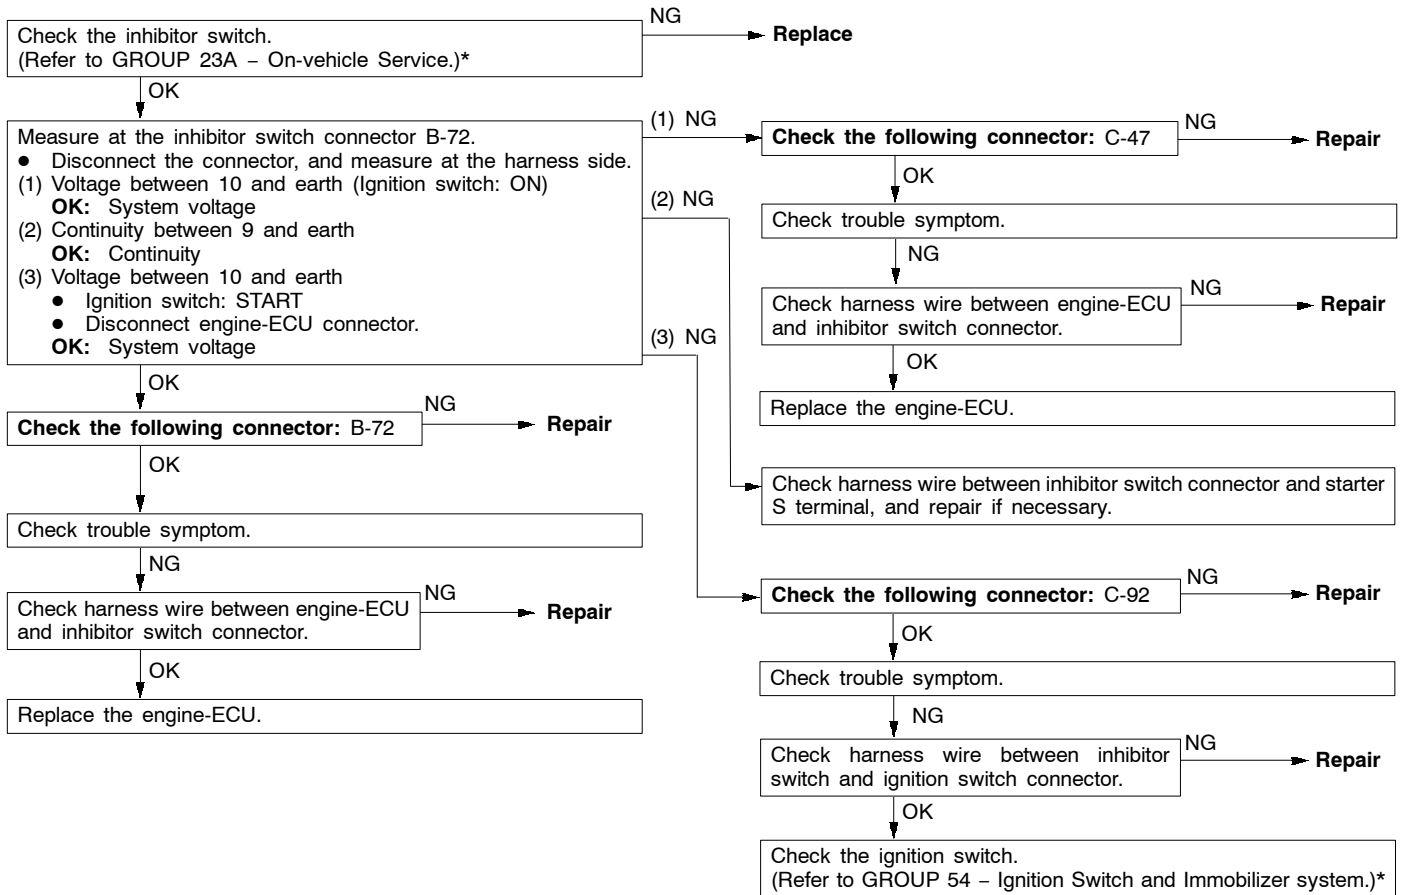 Check the inhibitor switch.
(Refer to GROUP 23A – On-vehicle Service.)*
NG
Replace
OK
Measure at the inhibitor switch connector B-72.
● Disconnect the connector, and measure at the harness side.
(1) Voltage between 10 and earth (Ignition switch: ON)
OK: System voltage
(2) Continuity between 9 and earth
OK: Continuity
(3) Voltage between 10 and earth
● Ignition switch: START
● Disconnect engine-ECU connector.
OK: System voltage
OK
Check the following connector: B-72
NG
Repair
OK
Check trouble symptom.
NG
Check harness wire between engine-ECU
and inhibitor switch connector.
NG
Repair
OK
Replace the engine-ECU.
(1) NG
Check the following connector: C-47
NG
Repair
OK
Check trouble symptom.
NG
Check harness wire between engine-ECU
and inhibitor switch connector.
NG
Repair
OK
Replace the engine-ECU.
(2) NG
Check harness wire between inhibitor switch connector and starter
S terminal, and repair if necessary.
(3) NG
Check the following connector: C-92
NG
Repair
OK
Check trouble symptom.
NG
Check harness wire between inhibitor
switch and ignition switch connector.
NG
Repair
OK
Check the ignition switch.
(Refer to GROUP 54 – Ignition Switch and Immobilizer system.)*